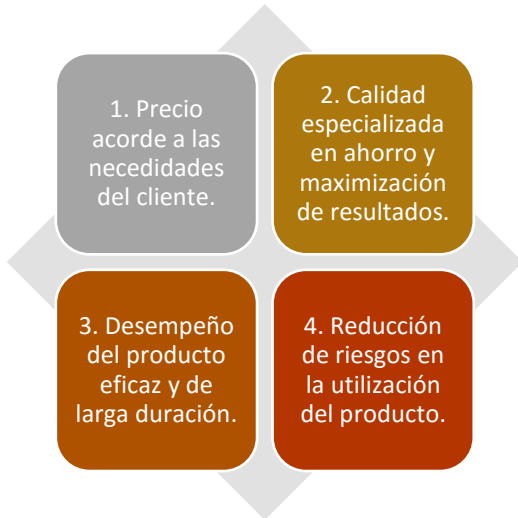 1. Precio
acorde a las
necedidades
del cliente.
2. Calidad
especializada
en ahorro y
maximización
de resultados.
3. Desempeño
del producto
eficaz y de
larga duración.
4. Reducción
de riesgos en
la utilización
del producto.